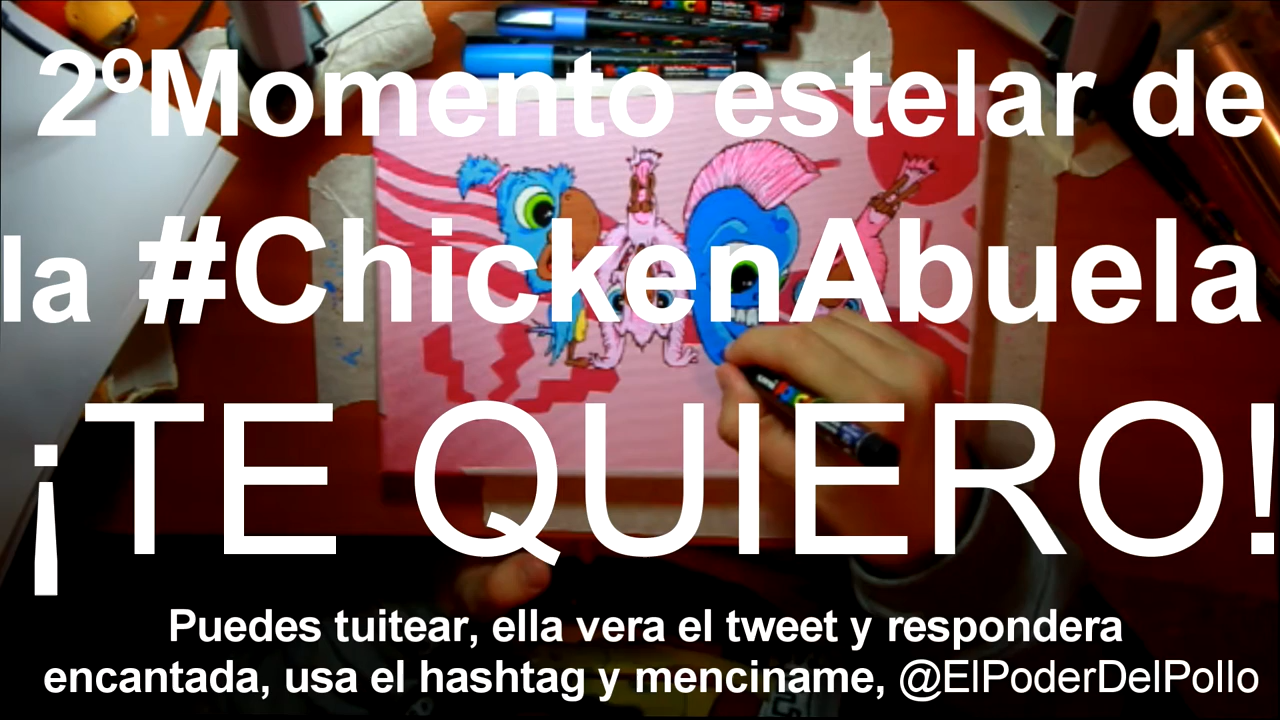 2ºMomento estelar de
la #ChickenAbuela
¡TE QUIERO!
Puedes tuitear, ella vera el tweet y respondera
encantada, usa el hashtag y menciname, @ElPoderDelPollo